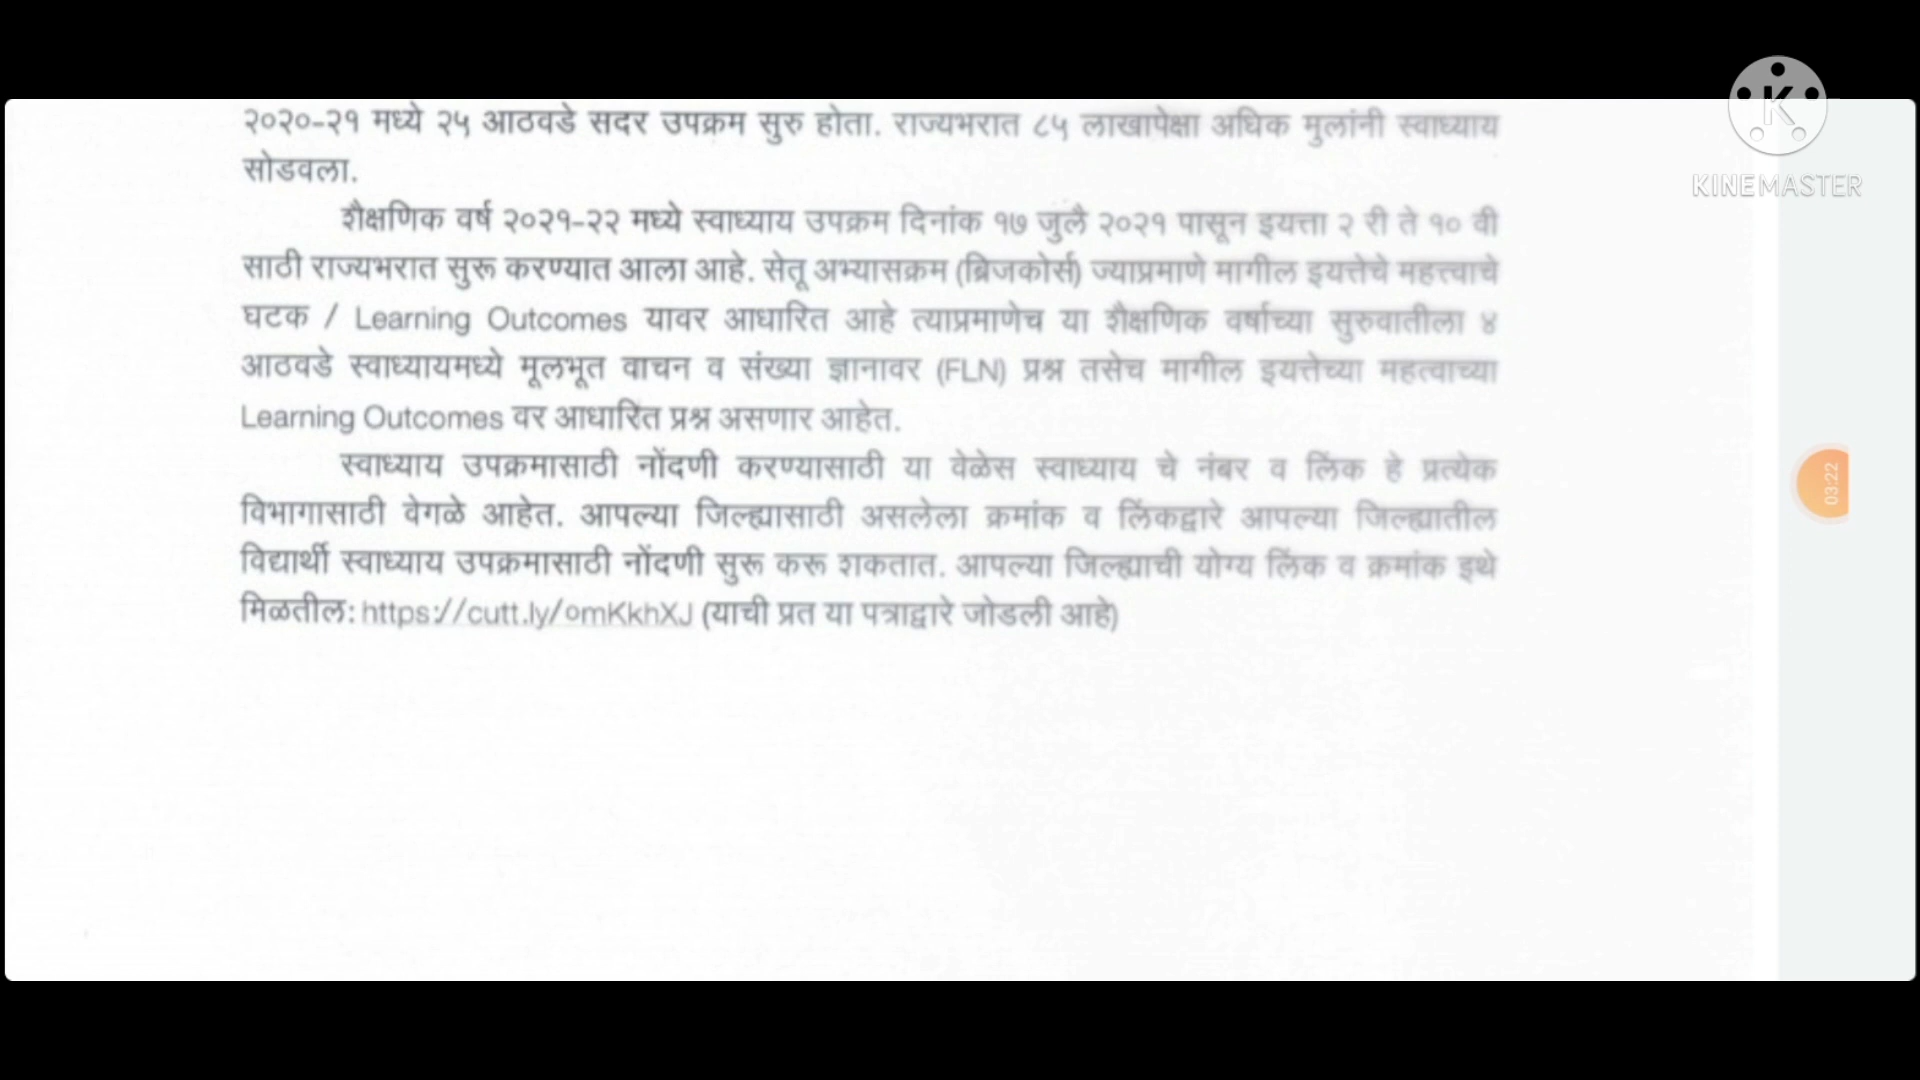 २०२०-२१ मध्ये २५ आठवडे सदर उपक्रम सुरु होता. राज्यभरात ८५ लाखापेक्षा अधिक मुलांनी स्वाध्याय
सोडवला.
शैक्षणिक वर्ष २०२१-२२ मध्ये स्वाध्याय उपक्रम दिनांक १७ जुलै २०२१ पासून इयत्ता २ री ते १० वी
साठी राज्यभरात सुरू करण्यात आला आहे. सेतू अभ्यासक्रम (ब्रिजकोर्स) ज्याप्रमाणे मागील इयत्तेचे महत्त्वाचे
घटक / Learning Outcomes यावर आधारित आहे त्याप्रमाणेच या शैक्षणिक वर्षाच्या सुरुवातीला ४
आठवडे स्वाध्यायमध्ये मूलभूत वाचन व संख्या ज्ञानावर (FLN) प्रश्न तसेच मागील इयत्तेच्या महत्वाच्या
Learning Outcomes वर आधारित प्रश्न असणार आहेत.
स्वाध्याय उपक्रमासाठी नोंदणी करण्यासाठी या वेळेस स्वाध्याय चे नंबर व लिंक हे प्रत्येक
विभागासाठी वेगळे आहेत. आपल्या जिल्ह्यासाठी असलेला क्रमांक व लिंकद्वारे आपल्या जिल्ह्यातील
विद्यार्थी स्वाध्याय उपक्रमासाठी नोंदणी सुरू करू शकतात. आपल्या जिल्ह्याची योग्य लिंक व क्रमांक इथे
मिळतील: https://cutt.ly/omKkhXJ (याची प्रत या पत्राद्वारे जोडली आहे)
K
KINEMASTER
03:22